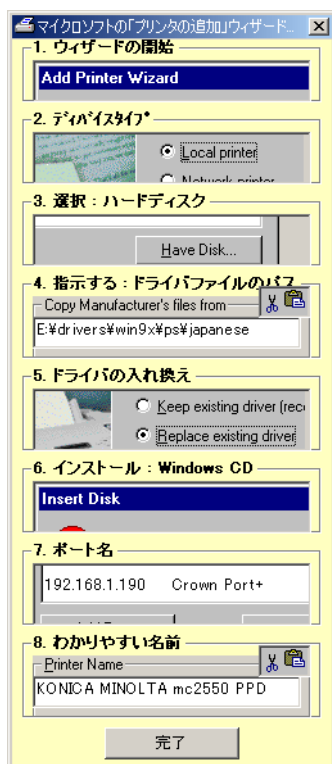 マイクロソフトの「プリンタの追加」ウィザード...
1. ウィザードの開始
Add Printer Wizard
2. ディバイスタイプ
Local printer
Network printer
3. 選択：ハードディスク
Have Disk...
4. 指示する：ドライバファイルのパス
Copy Manufacturer's files from
E:¥drivers¥win9x¥ps¥japanese
5. ドライバの入れ換え
Keep existing driver (reco
Replace existing driver
6. インストール：Windows CD
Insert Disk
7. ポート名
192.168.1.190 Crown Port+
8. わかりやすい名前
Printer Name
KONICA MINOLTA mc2550 PPD
完了